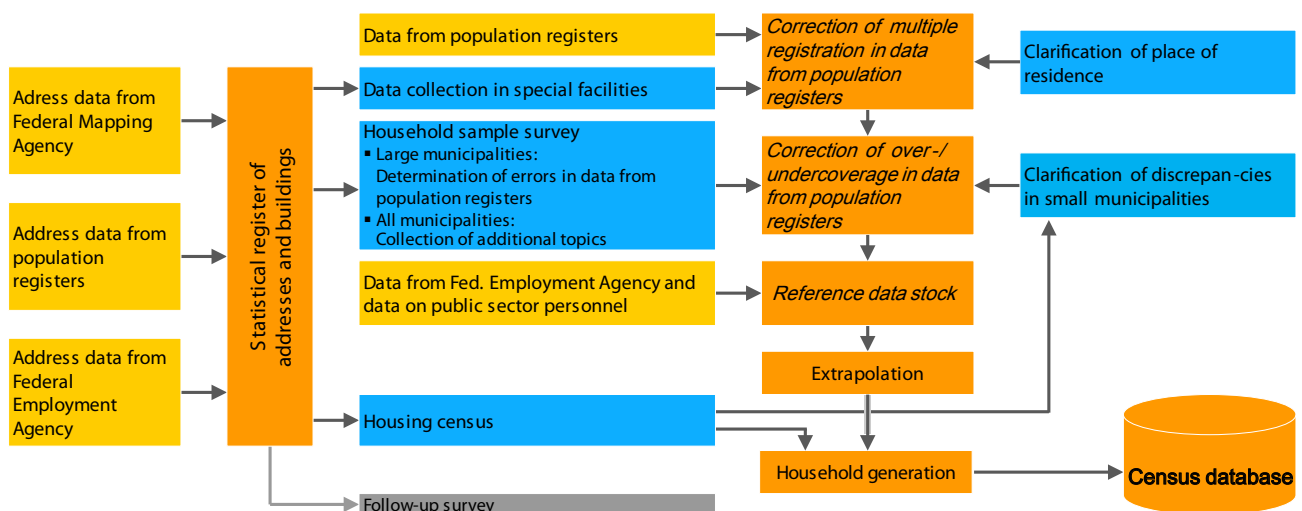 Adress data from
Federal Mapping
Agency
Address data from
population
registers
Address data from
Federal
Employment
Agency
Statistical register of
addresses and buildings
Data from population registers
Data collection in special facilities
Household sample survey
▪ Large municipalities:
Determination of errors in data from
population registers
▪ All municipalities:
Collection of additional topics
Data from Fed. Employment Agency and
data on public sector personnel
Housing census
Follow-up survey
Correction of multiple
registration in data
from population
registers
Correction of over-/
undercoverage in data
from population
registers
Reference data stock
Extrapolation
Household generation
Clarification of place of
residence
Clarification of discrepan-cies
in small municipalities
Census database